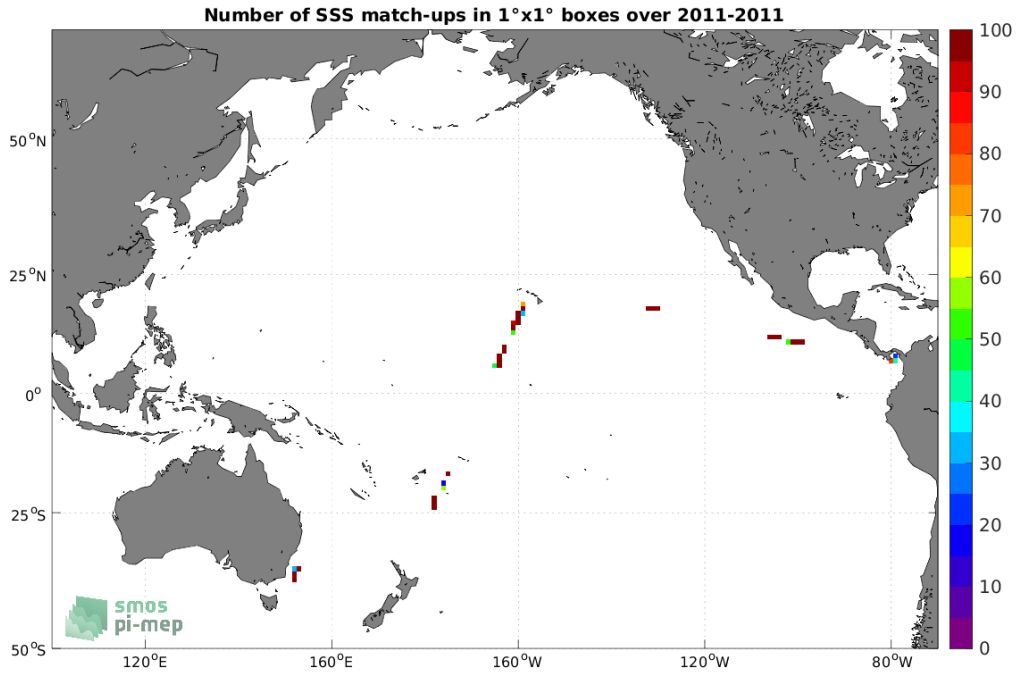 Number of SSS match-ups in 1°x1° boxes over 2011-2011
50°N
25°N
0°
25°S
50°S
120°E
160°E
160°W
120°W
80°W
100
90
80
70
60
50
40
30
20
10
0
smos
pi-mep